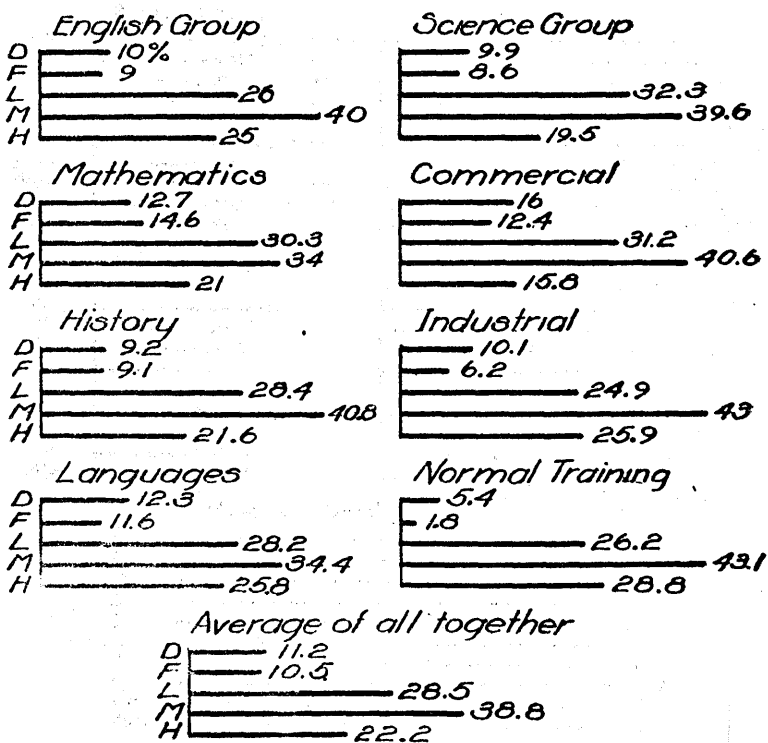 English Group
D 10%
F 9
L 26
M 40
H 25
Science Group
9.9
8.6
32.3
39.6
19.5
Mathematics
D 12.7
F 14.6
L 30.3
M 34
H 21
Commercial
16
12.4
31.2
40.6
15.8
History
D 9.2
F 9.1
L 28.4
M 40.8
H 21.6
Industrial
10.1
6.2
24.9
43
25.9
Languages
D 12.3
F 11.6
L 28.2
M 34.4
H 25.8
Normal Training
5.4
1.8
26.2
43.1
28.8
Average of all together
D 11.2
F 10.5
L 28.5
M 38.8
H 22.2